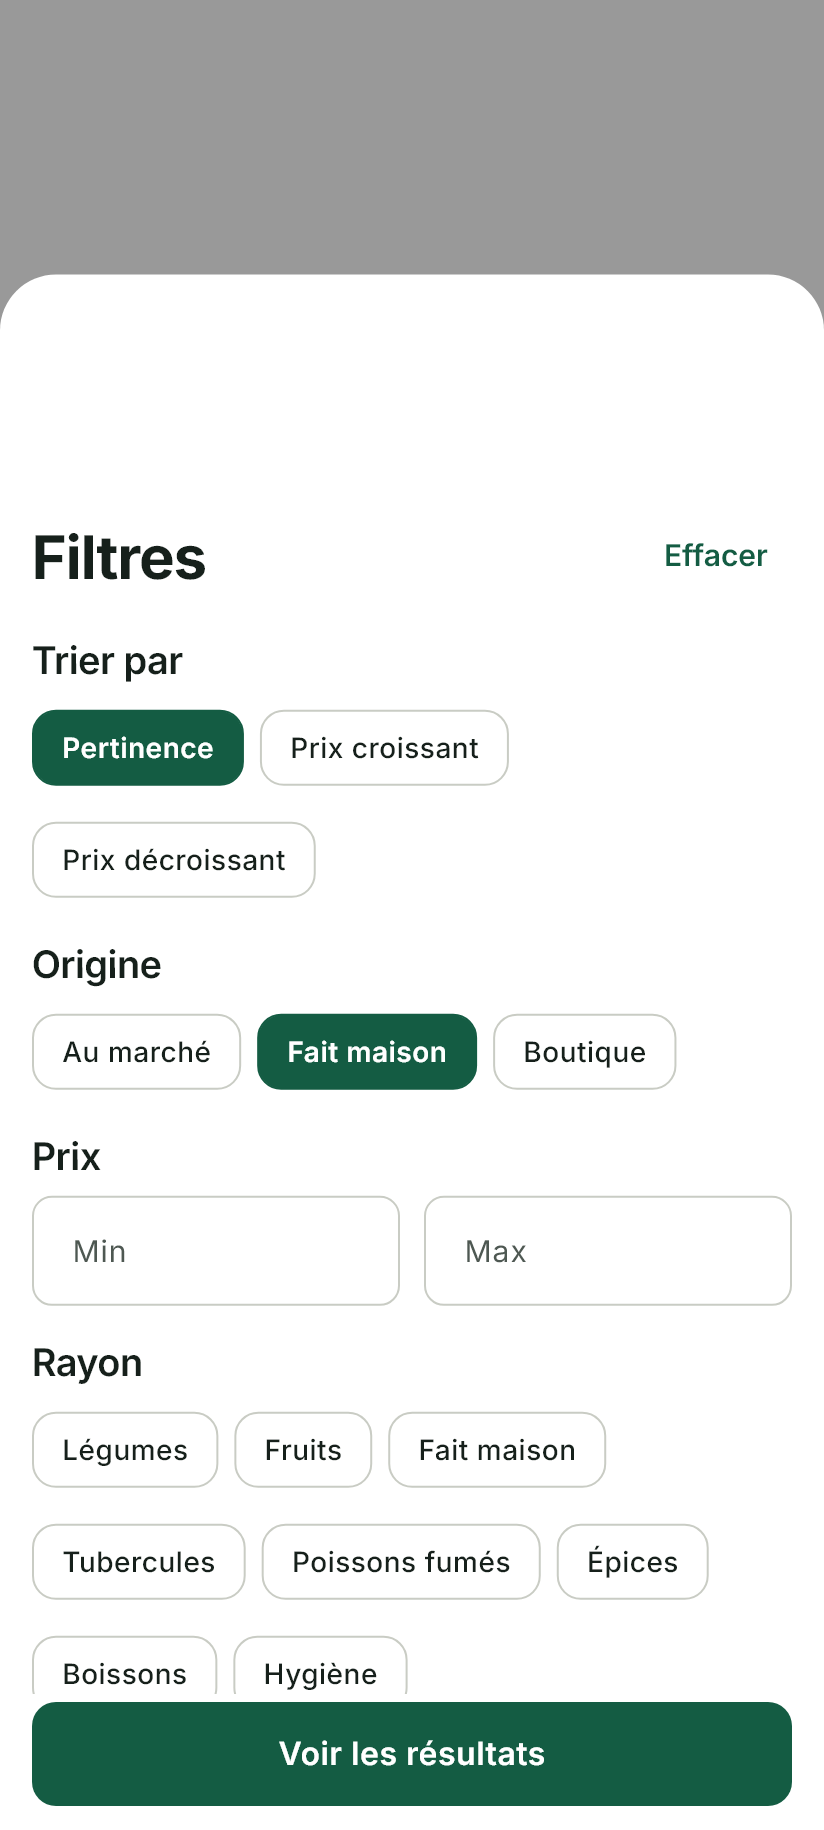 Filtres
Effacer
Trier par
Pertinence
Prix croissant
Prix décroissant
Origine
Au marché
Fait maison
Boutique
Prix
Min
Max
Rayon
Légumes
Fruits
Fait maison
Tubercules
Poissons fumés
Épices
Boissons
Hygiène
Voir les résultats